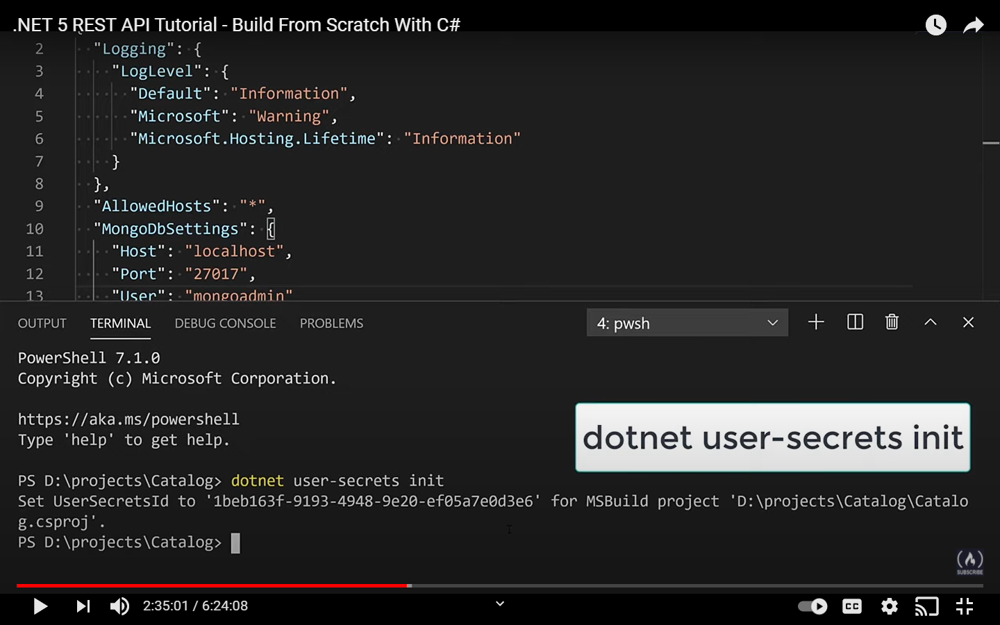 .NET 5 REST API Tutorial - Build From Scratch With C#
2 "Logging": {
3 "LogLevel": {
4 "Default": "Information",
5 "Microsoft": "Warning",
6 "Microsoft.Hosting.Lifetime": "Information"
7 }
8 },
9 "AllowedHosts": "*",
10 "MongoDbSettings": {
11 "Host": "localhost",
12 "Port": "27017",
13 "User": "mongoadmin"
OUTPUT TERMINAL DEBUG CONSOLE PROBLEMS 4: pwsh
PowerShell 7.1.0
Copyright (c) Microsoft Corporation.
https://aka.ms/powershell
Type 'help' to get help.
dotnet user-secrets init
PS D:\projects\Catalog> dotnet user-secrets init
Set UserSecretsId to '1beb163f-9193-4948-9e20-ef05a7e0d3e6' for MSBuild project 'D:\projects\Catalog\Catalo
g.csproj'.
PS D:\projects\Catalog>
SUBSCRIBE
2:35:01 / 6:24:08
CC